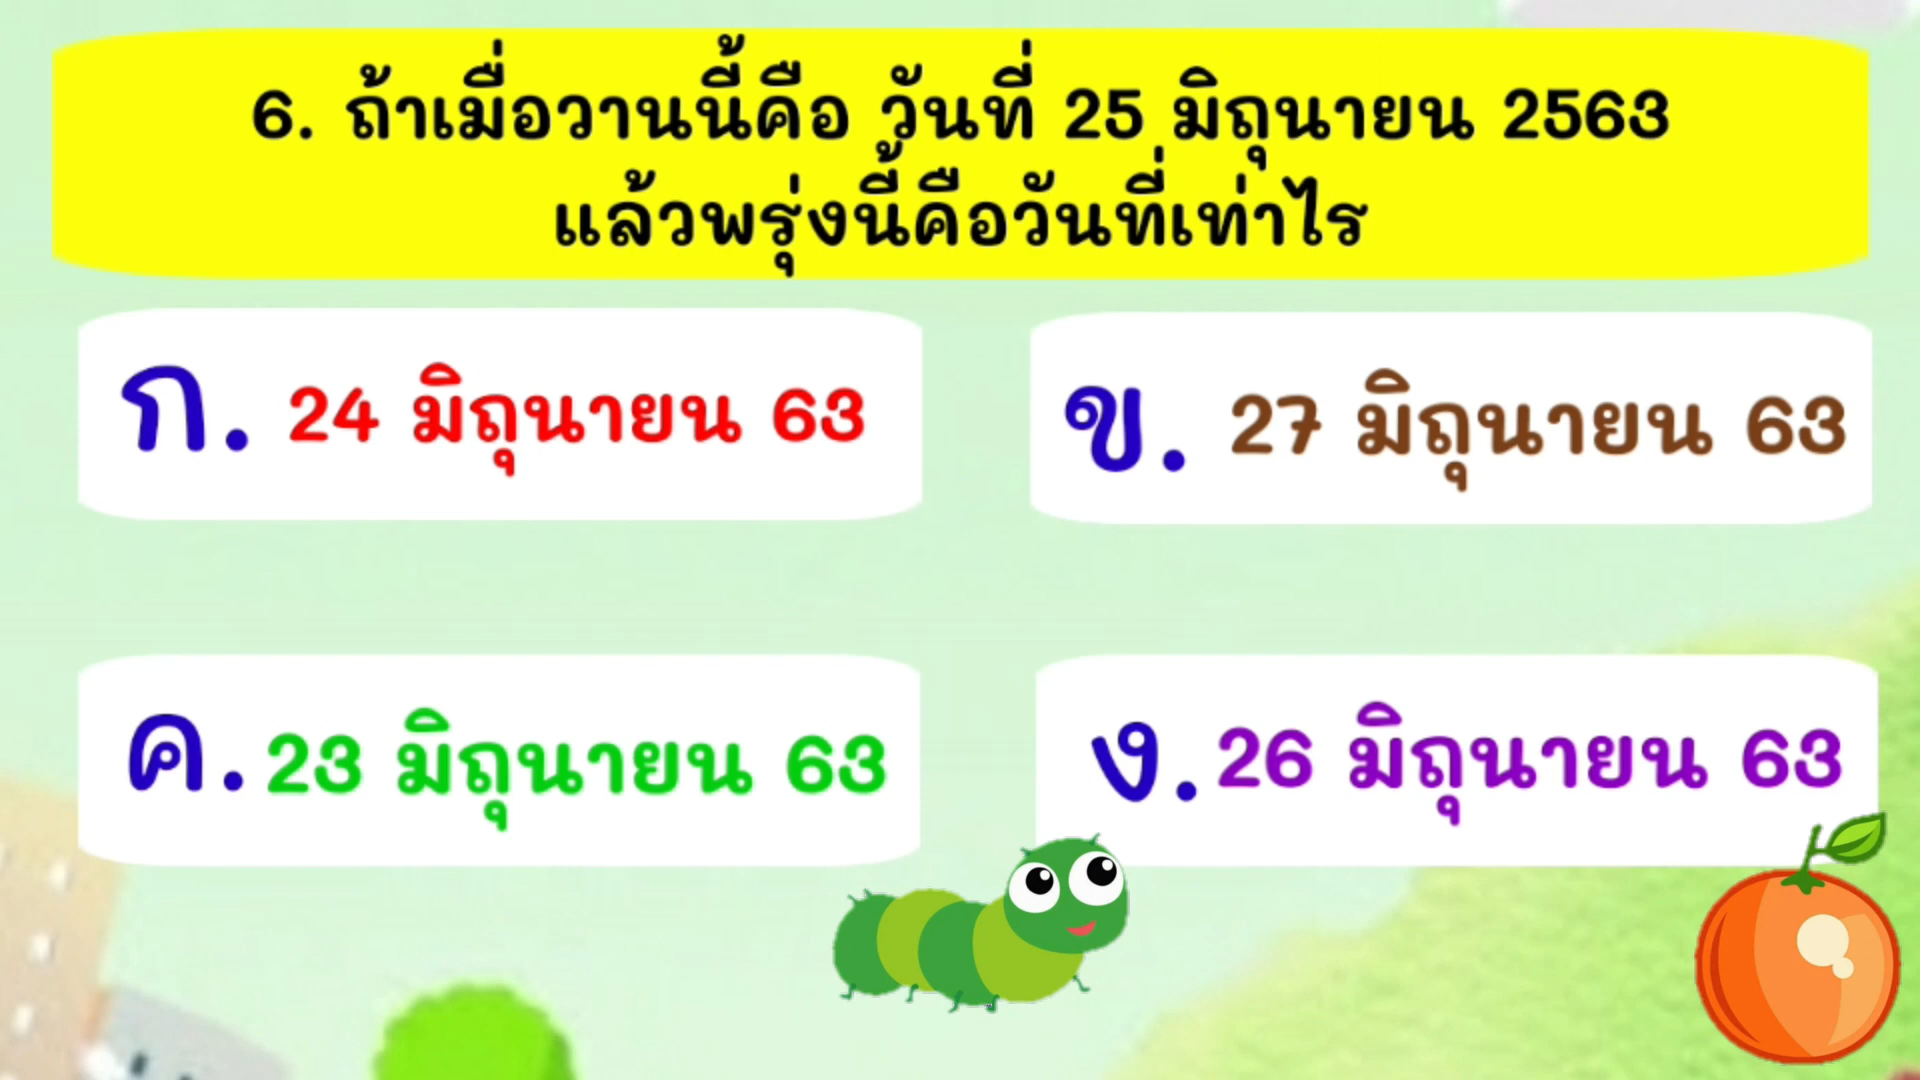 6. ถ้าเมื่อวานนี้คือ วันที่ 25 มิถุนายน 2563
แล้วพรุ่งนี้คือวันที่เท่าไร
ก. 24 มิถุนายน 63
ข. 27 มิถุนายน 63
ค. 23 มิถุนายน 63
ง. 26 มิถุนายน 63